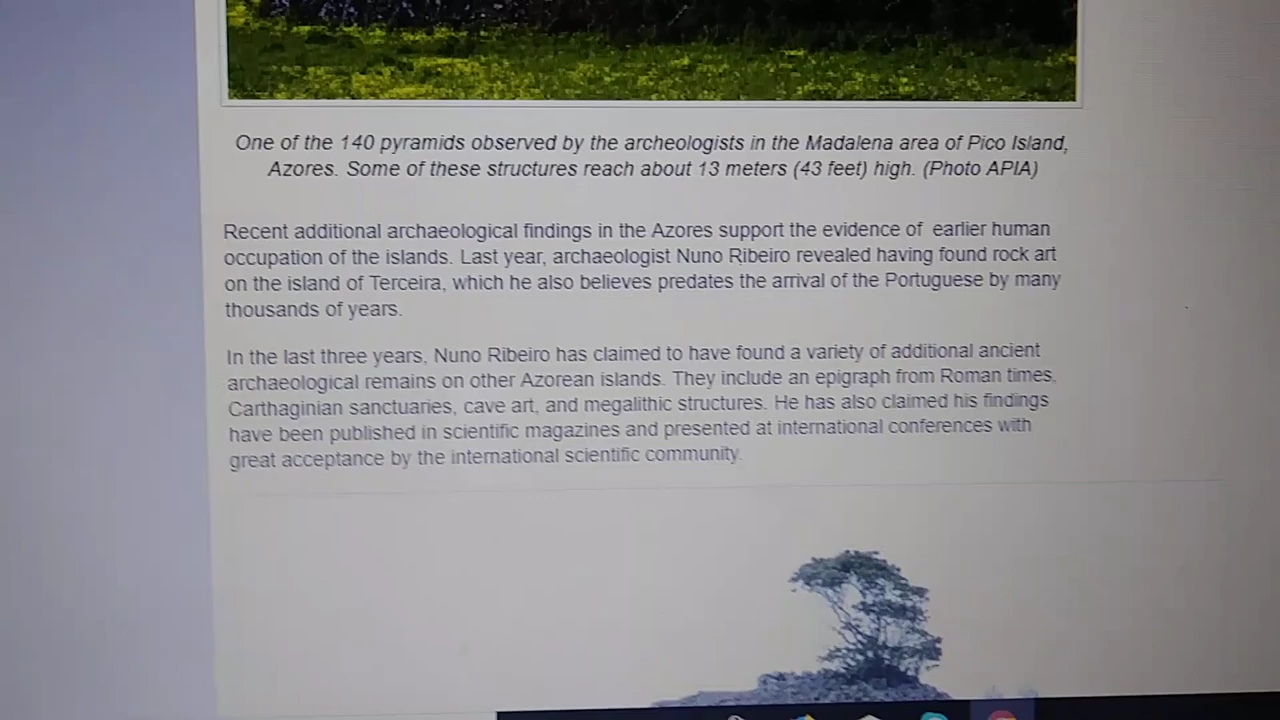 One of the 140 pyramids observed by the archeologists in the Madalena area of Pico Island,
Azores. Some of these structures reach about 13 meters (43 feet) high. (Photo APIA)
Recent additional archaeological findings in the Azores support the evidence of earlier human
occupation of the islands. Last year, archaeologist Nuno Ribeiro revealed having found rock art
on the island of Terceira, which he also believes predates the arrival of the Portuguese by many
thousands of years.
In the last three years, Nuno Ribeiro has claimed to have found a variety of additional ancient
archaeological remains on other Azorean islands. They include an epigraph from Roman times,
Carthaginian sanctuaries, cave art, and megalithic structures. He has also claimed his findings
have been published in scientific magazines and presented at international conferences with
great acceptance by the international scientific community.